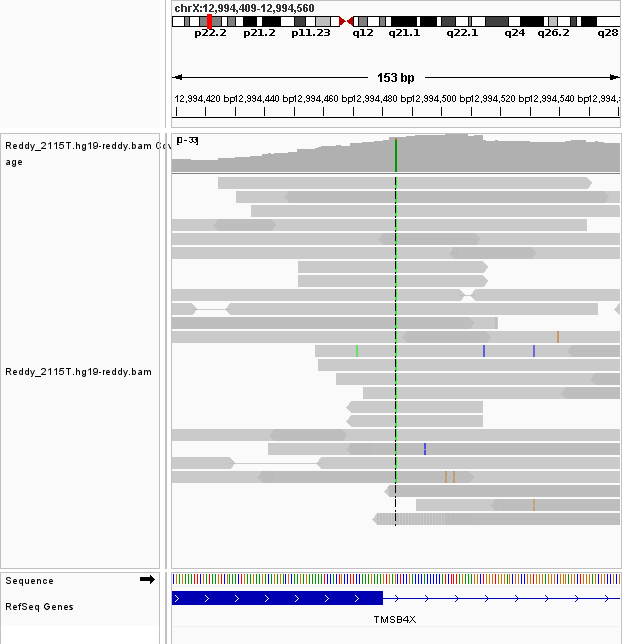 chrX:12,994,409-12,994,560
p22.2 p21.2 p11.23 q12 q21.1 q22.1 q24 q26.2 q28
153 bp
12,994,420 bp 12,994,440 bp 12,994,460 bp 12,994,480 bp 12,994,500 bp 12,994,520 bp 12,994,540 bp
Reddy_2115T.hg19-reddy.bam
age
[0-33]
Reddy_2115T.hg19-reddy.bam
Sequence
RefSeq Genes
TMSB4X